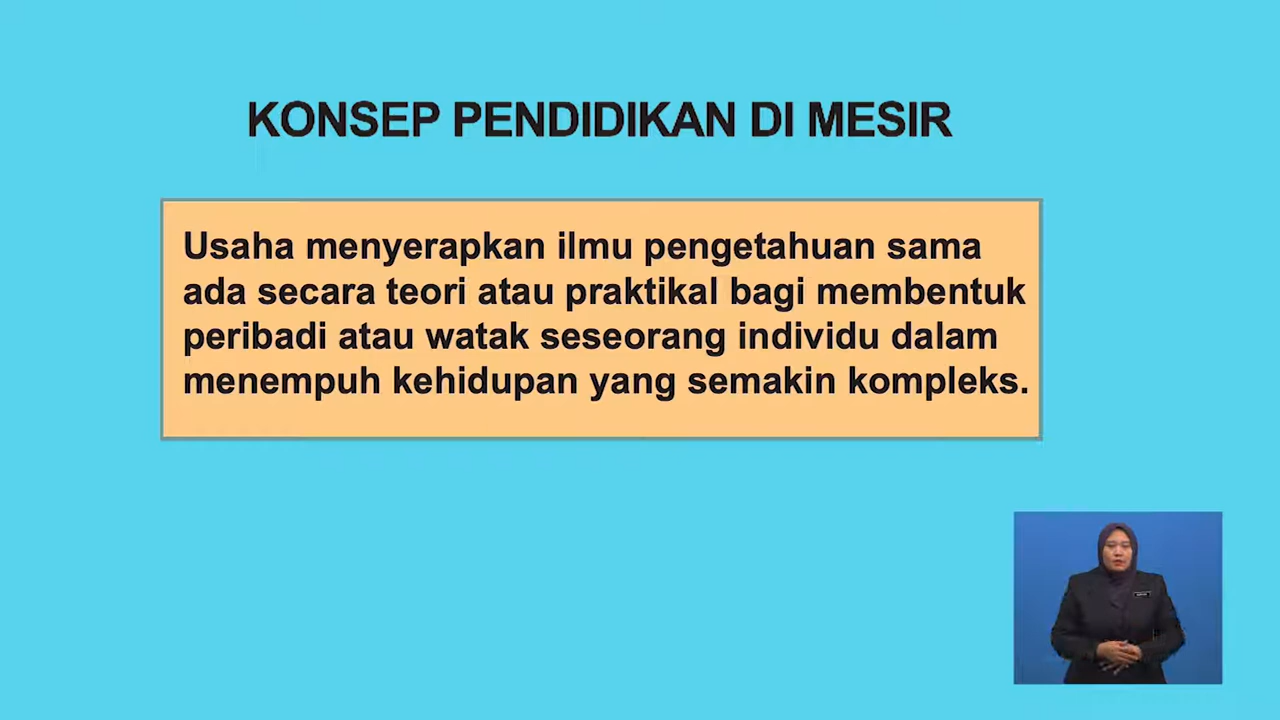 KONSEP PENDIDIKAN DI MESIR
Usaha menyerapkan ilmu pengetahuan sama
ada secara teori atau praktikal bagi membentuk
peribadi atau watak seseorang individu dalam
menempuh kehidupan yang semakin kompleks.